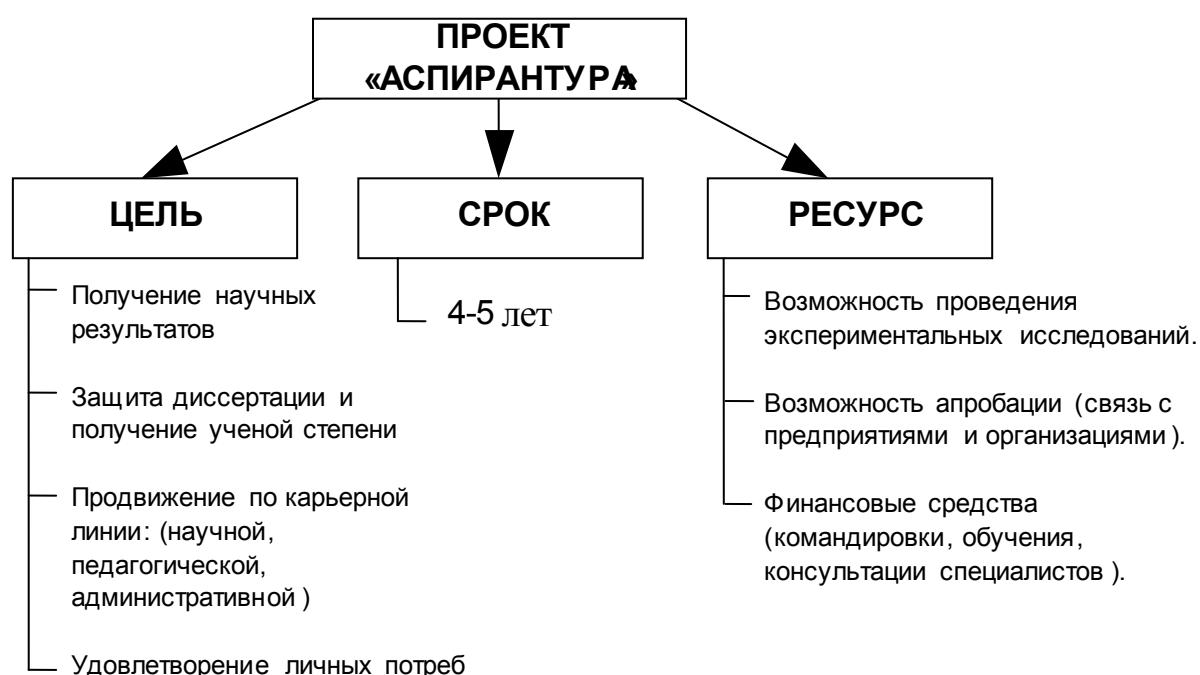 ПРОЕКТ
«АСПИРАНТУРА»
ЦЕЛЬ
Получение научных
результатов
Защита диссертации и
получение ученой степени
Продвижение по карьерной
линии: (научной,
педагогической,
административной )
Удовлетворение личных потреб
СРОК
4-5 лет
РЕСУРС
Возможность проведения
экспериментальных исследований.
Возможность апробации (связь с
предприятиями и организациями ).
Финансовые средства
(командировки, обучения,
консультации специалистов ).